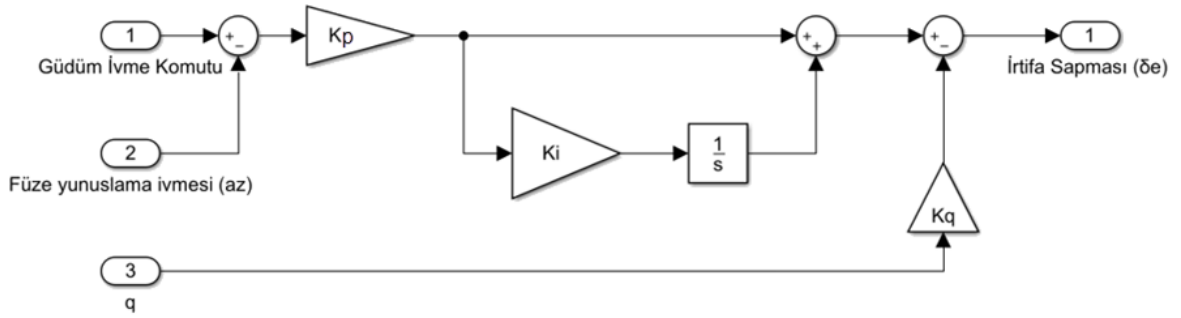 1
+
−
Kp
+
+
+
−
1
Güdüm İvme Komutu
İrtifa Sapması (δe)
2
Füze yunuslama ivmesi (az)
Ki
1
s
Kq
3
q